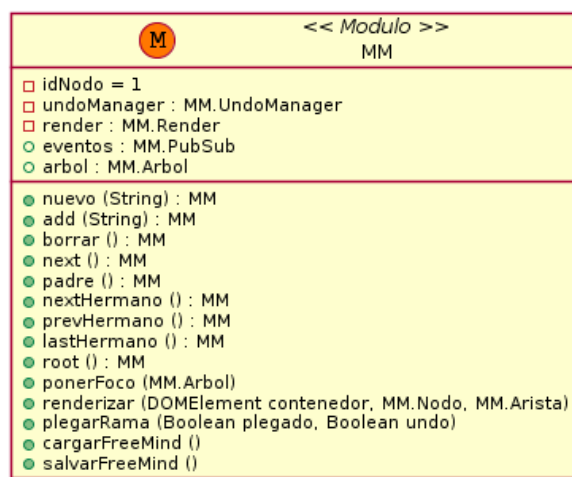 M
<< Modulo >>
MM
idNodo = 1
undoManager : MM.UndoManager
render : MM.Render
eventos : MM.PubSub
arbol : MM.Arbol
nuevo (String) : MM
add (String) : MM
borrar () : MM
next () : MM
padre () : MM
nextHermano () : MM
prevHermano () : MM
lastHermano () : MM
root () : MM
ponerFoco (MM.Arbol)
renderizar (DOMElement contenedor, MM.Nodo, MM.Arista)
plegarRama (Boolean plegado, Boolean undo)
cargarFreeMind ()
salvarFreeMind ()